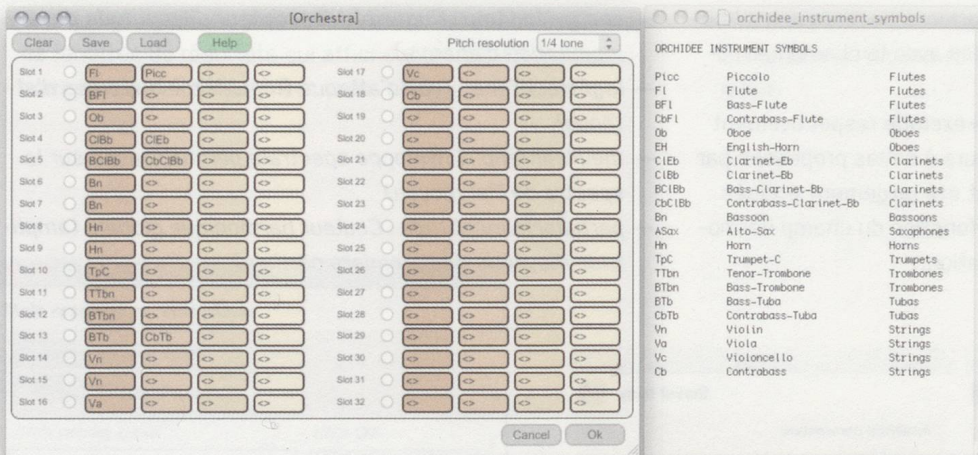 [Orchestra]
Clear Save Load Help Pitch resolution 1/4 tone
Slot 1 Fl Picc <> <> Slot 17 Vc <> <> <>
Slot 2 BFl <> <> <> Slot 18 Cb <> <> <>
Slot 3 Ob <> <> <> Slot 19 <> <> <> <>
Slot 4 ClBb ClEb <> <> Slot 20 <> <> <> <>
Slot 5 BClBb CbClBb <> <> Slot 21 <> <> <> <>
Slot 6 Bn <> <> <> Slot 22 <> <> <> <>
Slot 7 Bn <> <> <> Slot 23 <> <> <> <>
Slot 8 Hn <> <> <> Slot 24 <> <> <> <>
Slot 9 Hn <> <> <> Slot 25 <> <> <> <>
Slot 10 TpC <> <> <> Slot 26 <> <> <> <>
Slot 11 TTbn <> <> <> Slot 27 <> <> <> <>
Slot 12 BTbn <> <> <> Slot 28 <> <> <> <>
Slot 13 BTb CbTb <> <> Slot 29 <> <> <> <>
Slot 14 Vn <> <> <> Slot 30 <> <> <> <>
Slot 15 Vn <> <> <> Slot 31 <> <> <> <>
Slot 16 Va <> <> <> Slot 32 <> <> <> <>
Cancel Ok
orchidee_instrument_symbols
ORCHIDEE INSTRUMENT SYMBOLS
Picc Piccolo Flutes
Fl Flute Flutes
BFl Bass-Flute Flutes
CbFl Contrabass-Flute Flutes
Ob Oboe Oboes
EH English-Horn Oboes
ClEb Clarinet-Eb Clarinets
ClBb Clarinet-Bb Clarinets
BClBb Bass-Clarinet-Bb Clarinets
CbClBb Contrabass-Clarinet-Bb Clarinets
Bn Bassoon Bassoons
ASax Alto-Sax Saxophones
Hn Horn Horns
TpC Trumpet-C Trumpets
TTbn Tenor-Trombone Trombones
BTbn Bass-Trombone Trombones
BTb Bass-Tuba Tubas
CbTb Contrabass-Tuba Tubas
Vn Violin Strings
Va Viola Strings
Vc Violoncello Strings
Cb Contrabass Strings